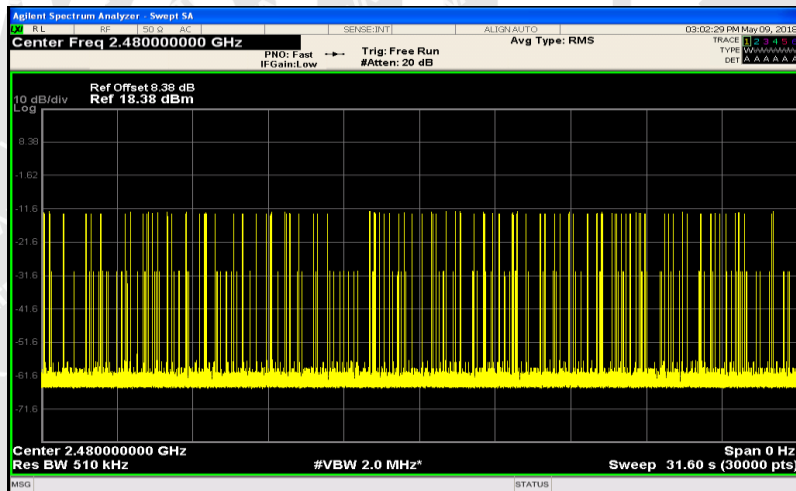 Agilent Spectrum Analyzer - Swept SA
LXI RL RF 50 Ω AC SENSE:INT ALIGN AUTO 03:02:29 PM May 09, 2018
Center Freq 2.480000000 GHz
Avg Type: RMS
TRACE 1 2 3 4 5 6
PNO: Fast Trig: Free Run
TYPE WWWWWW
IFGain:Low #Atten: 20 dB
DET A A A A A A
Ref Offset 8.38 dB
10 dB/div Ref 18.38 dBm
Log
8.38
-1.62
-11.6
-21.6
-31.6
-41.6
-51.6
-61.6
-71.6
Center 2.480000000 GHz Span 0 Hz
Res BW 510 kHz #VBW 2.0 MHz* Sweep 31.60 s (30000 pts)
MSG STATUS